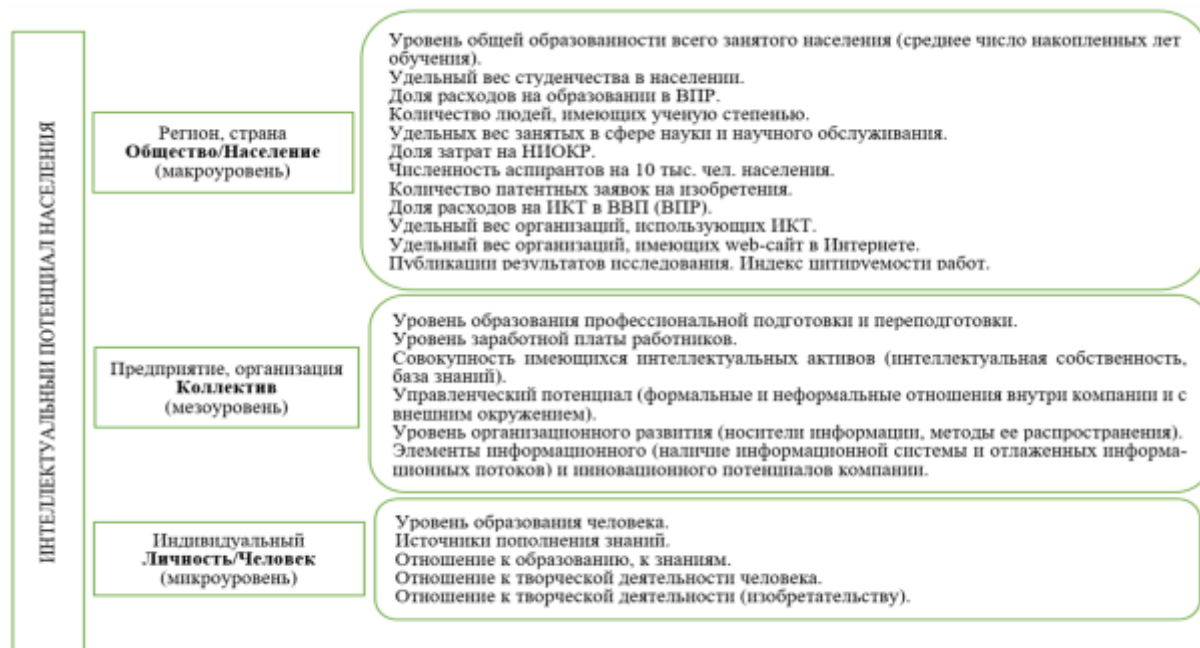 ИНТЕЛЛЕКТУАЛЬНЫЙ ПОТЕНЦИАЛ НАСЕЛЕНИЯ
Регион, страна
Общество/Население
(макроуровень)
Уровень общей образованности всего занятого населения (среднее число накопленных лет
обучения).
Удельный вес студенчества в населении.
Доля расходов на образовании в ВПР.
Количество людей, имеющих ученую степенью.
Удельных вес занятых в сфере науки и научного обслуживания.
Доля затрат на НИОКР.
Численность аспирантов на 10 тыс. чел. населения.
Количество патентных заявок на изобретения.
Доля расходов на ИКТ в ВВП (ВПР).
Удельный вес организаций, использующих ИКТ.
Удельный вес организаций, имеющих web-сайт в Интернете.
Публикации результатов исследования. Индекс цитируемости работ.
Предприятие, организация
Коллектив
(мезоуровень)
Уровень образования профессиональной подготовки и переподготовки.
Уровень заработной платы работников.
Совокупность имеющихся интеллектуальных активов (интеллектуальная собственность,
база знаний).
Управленческий потенциал (формальные и неформальные отношения внутри компании и с
внешним окружением).
Уровень организационного развития (носители информации, методы ее распространения).
Элементы информационного (наличие информационной системы и отлаженных информа-
ционных потоков) и инновационного потенциалов компании.
Индивидуальный
Личность/Человек
(микроуровень)
Уровень образования человека.
Источники пополнения знаний.
Отношение к образованию, к знаниям.
Отношение к творческой деятельности человека.
Отношение к творческой деятельности (изобретательству).